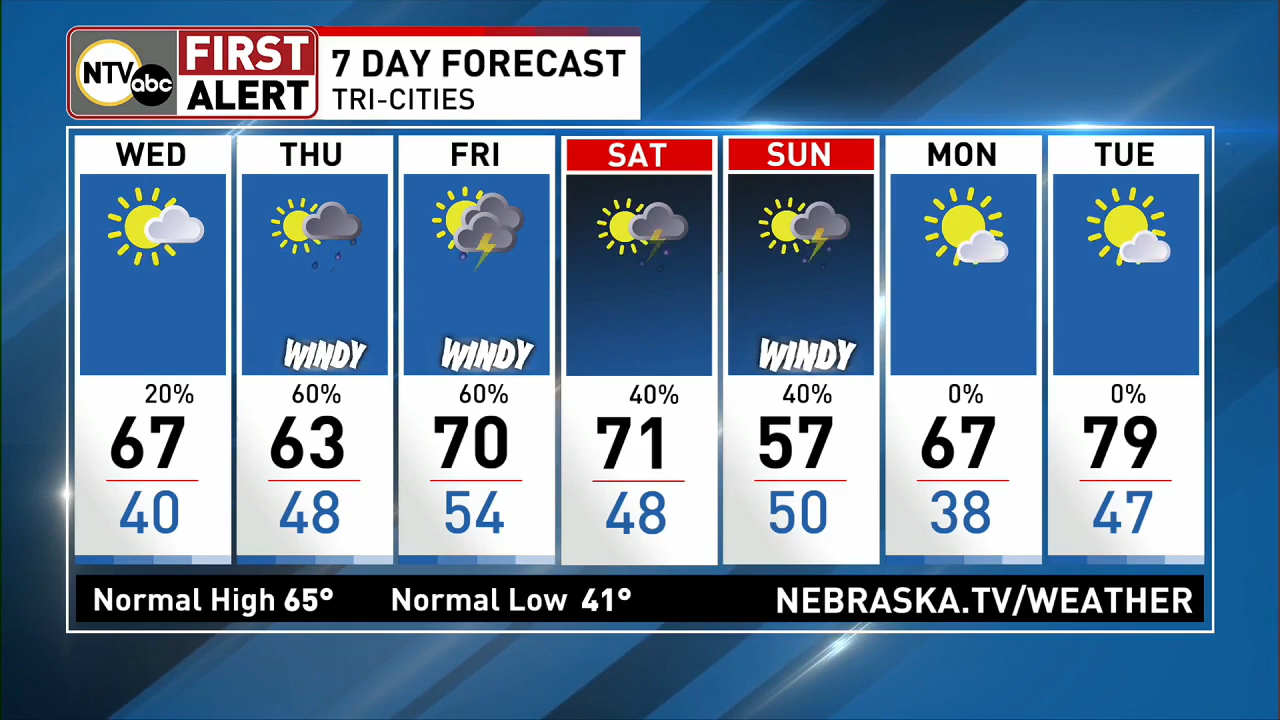 NTV abc FIRST ALERT
7 DAY FORECAST
TRI-CITIES
WED THU FRI SAT SUN MON TUE
WINDY WINDY WINDY
20% 60% 60% 40% 40% 0% 0%
67 63 70 71 57 67 79
40 48 54 48 50 38 47
Normal High 65° Normal Low 41° NEBRASKA.TV/WEATHER